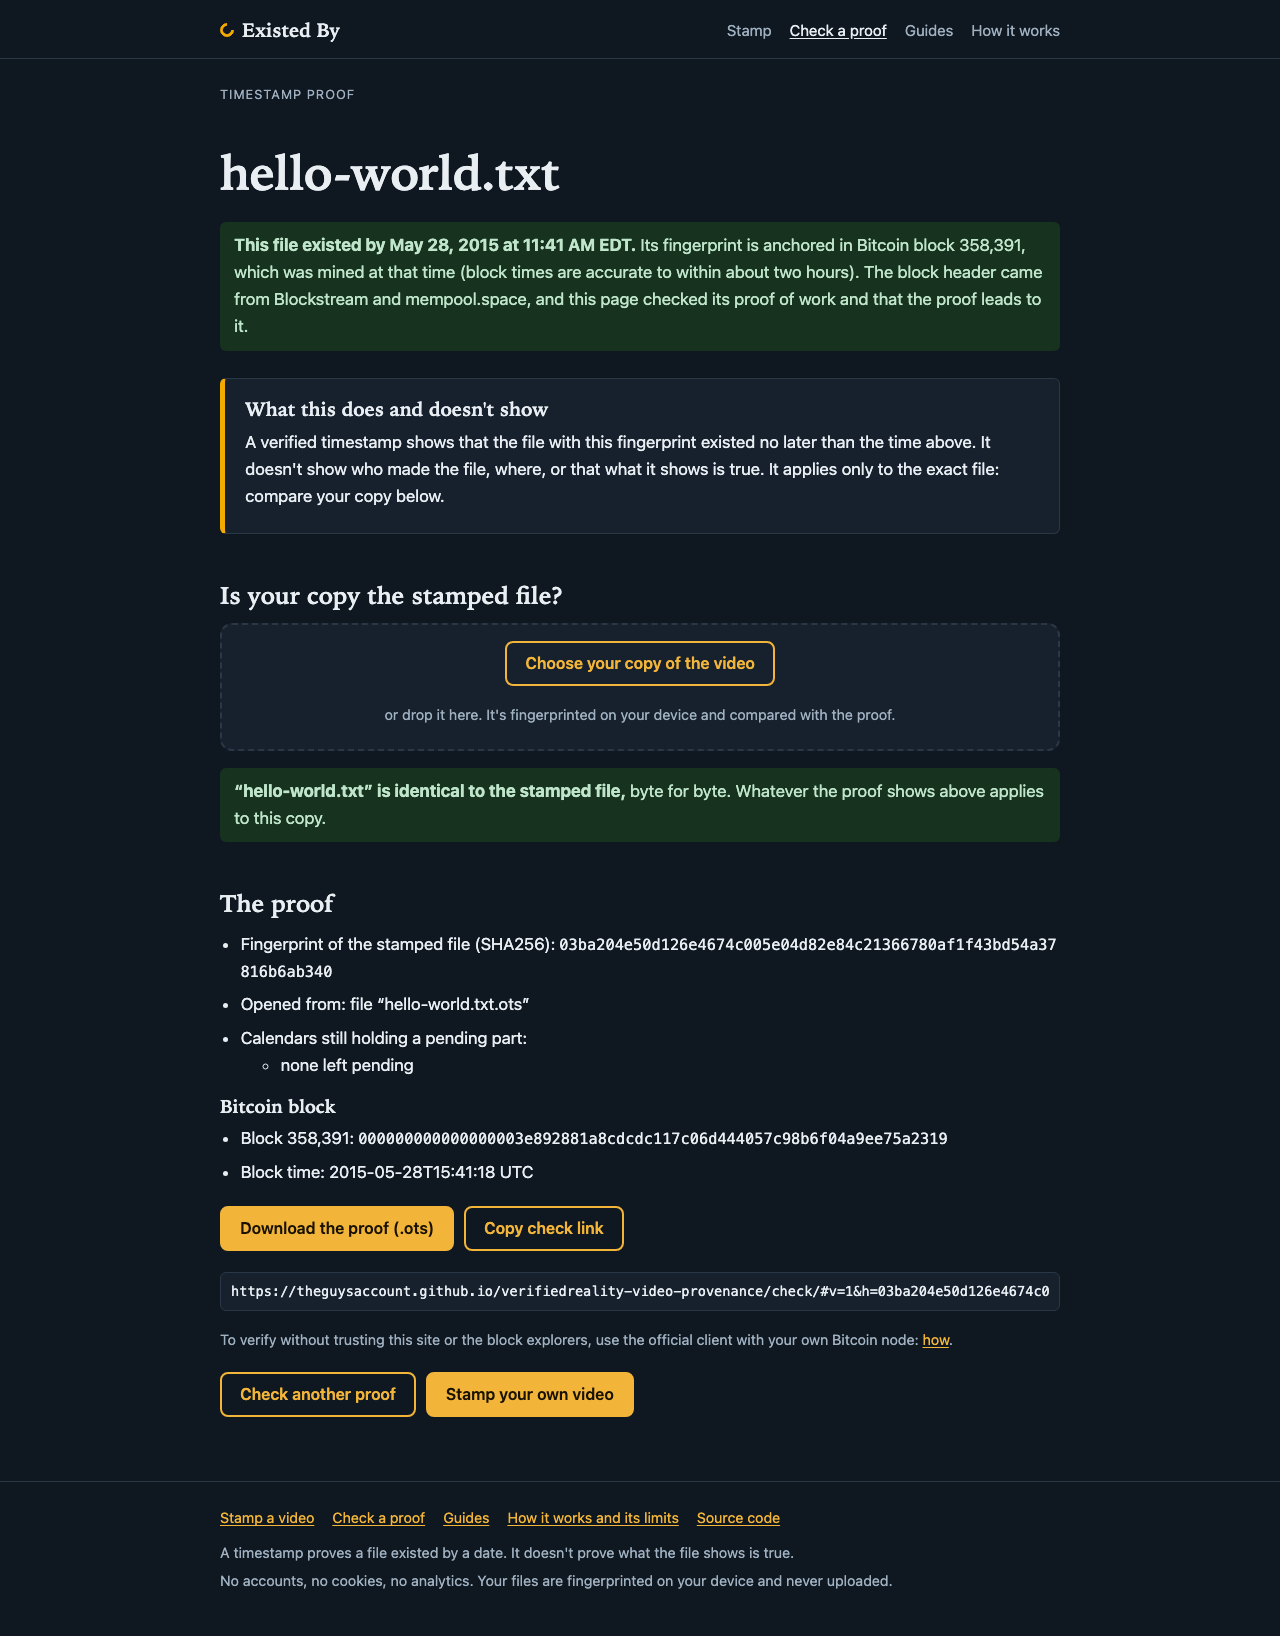 Existed By
Stamp Check a proof Guides How it works
TIMESTAMP PROOF
hello-world.txt
This file existed by May 28, 2015 at 11:41 AM EDT. Its fingerprint is anchored in Bitcoin block 358,391,
which was mined at that time (block times are accurate to within about two hours). The block header came
from Blockstream and mempool.space, and this page checked its proof of work and that the proof leads to
it.
What this does and doesn't show
A verified timestamp shows that the file with this fingerprint existed no later than the time above. It
doesn't show who made the file, where, or that what it shows is true. It applies only to the exact file:
compare your copy below.
Is your copy the stamped file?
Choose your copy of the video
or drop it here. It's fingerprinted on your device and compared with the proof.
“hello-world.txt” is identical to the stamped file, byte for byte. Whatever the proof shows above applies
to this copy.
The proof
• Fingerprint of the stamped file (SHA256): 03ba204e50d126e4674c005e04d82e84c21366780af1f43bd54a37
816b6ab340
• Opened from: file “hello-world.txt.ots”
• Calendars still holding a pending part:
◦ none left pending
Bitcoin block
• Block 358,391: 000000000000000003e892881a8cdcdc117c06d444057c98b6f04a9ee75a2319
• Block time: 2015-05-28T15:41:18 UTC
Download the proof (.ots) Copy check link
https://theguysaccount.github.io/verifiedreality-video-provenance/check/#v=1&h=03ba204e50d126e4674c0
To verify without trusting this site or the block explorers, use the official client with your own Bitcoin node: how.
Check another proof Stamp your own video
Stamp a video Check a proof Guides How it works and its limits Source code
A timestamp proves a file existed by a date. It doesn't prove what the file shows is true.
No accounts, no cookies, no analytics. Your files are fingerprinted on your device and never uploaded.